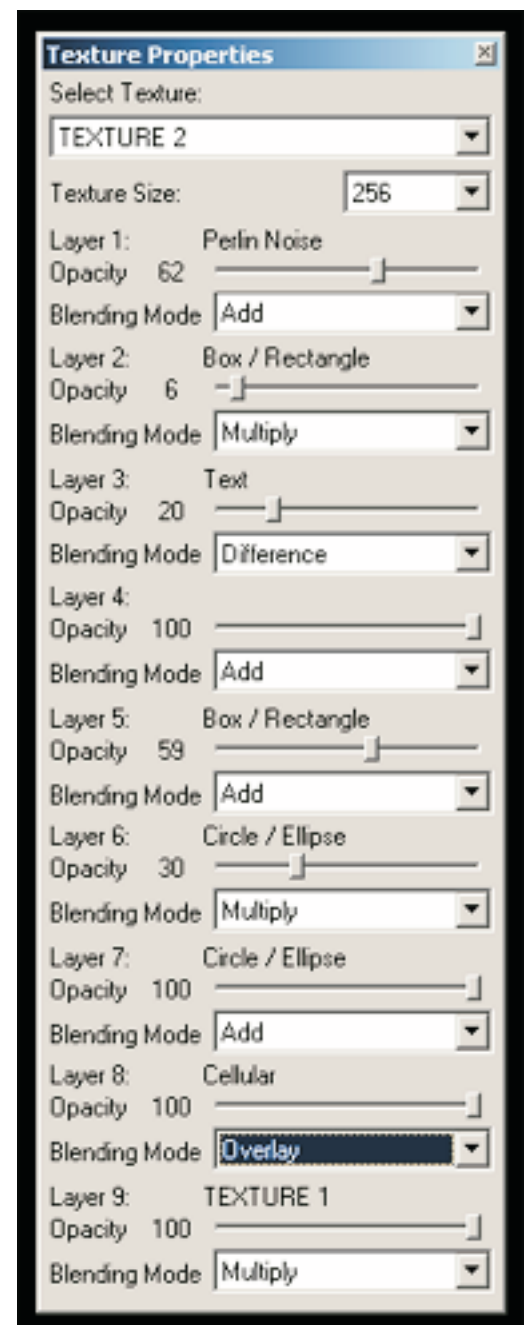 Texture Properties
Select Texture:
TEXTURE 2
Texture Size: 256
Layer 1: Perlin Noise
Opacity 62
Blending Mode Add
Layer 2: Box / Rectangle
Opacity 6
Blending Mode Multiply
Layer 3: Text
Opacity 20
Blending Mode Difference
Layer 4:
Opacity 100
Blending Mode Add
Layer 5: Box / Rectangle
Opacity 59
Blending Mode Add
Layer 6: Circle / Ellipse
Opacity 30
Blending Mode Multiply
Layer 7: Circle / Ellipse
Opacity 100
Blending Mode Add
Layer 8: Cellular
Opacity 100
Blending Mode Overlay
Layer 9: TEXTURE 1
Opacity 100
Blending Mode Multiply